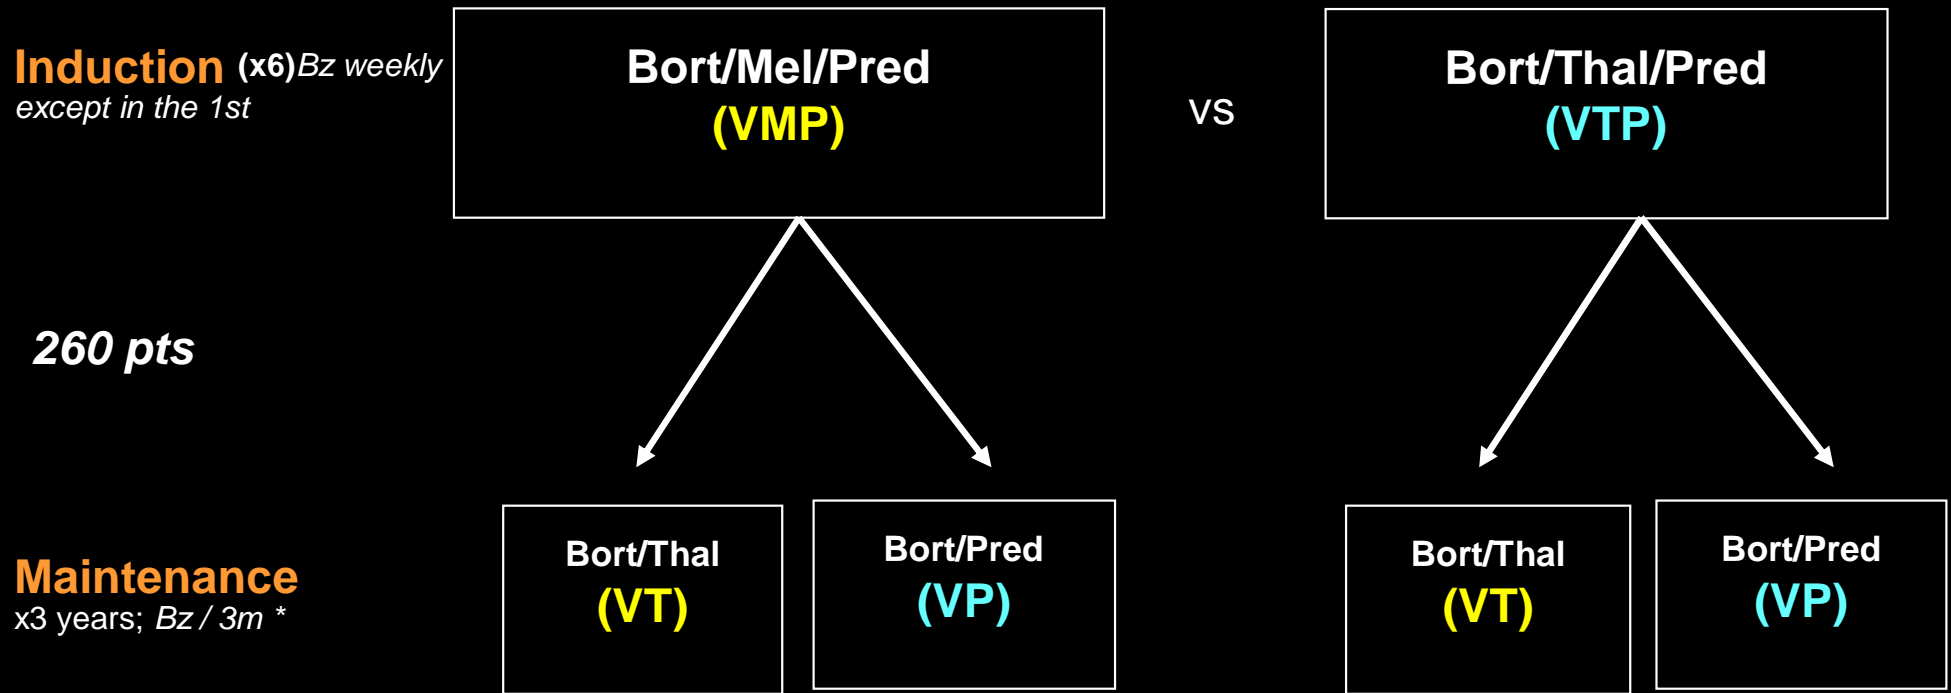 Induction (x6)Bz weekly
except in the 1st
Bort/Mel/Pred
(VMP)
vs
Bort/Thal/Pred
(VTP)
260 pts
Maintenance
x3 years; Bz / 3m *
Bort/Thal
(VT)
Bort/Pred
(VP)
Bort/Thal
(VT)
Bort/Pred
(VP)